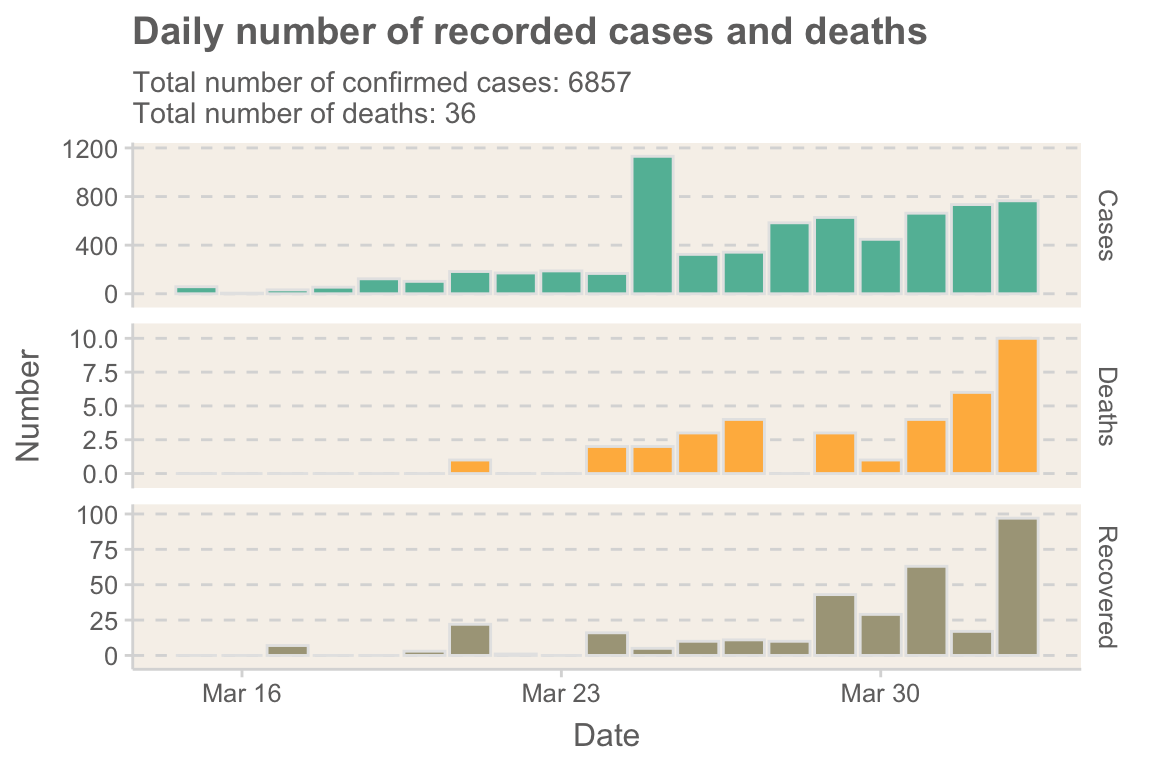 Daily number of recorded cases and deaths
Total number of confirmed cases: 6857
Total number of deaths: 36
1200
800
400
0
Cases
10.0
7.5
5.0
2.5
0.0
Deaths
100
75
50
25
0
Recovered
Number
Mar 16
Mar 23
Mar 30
Date